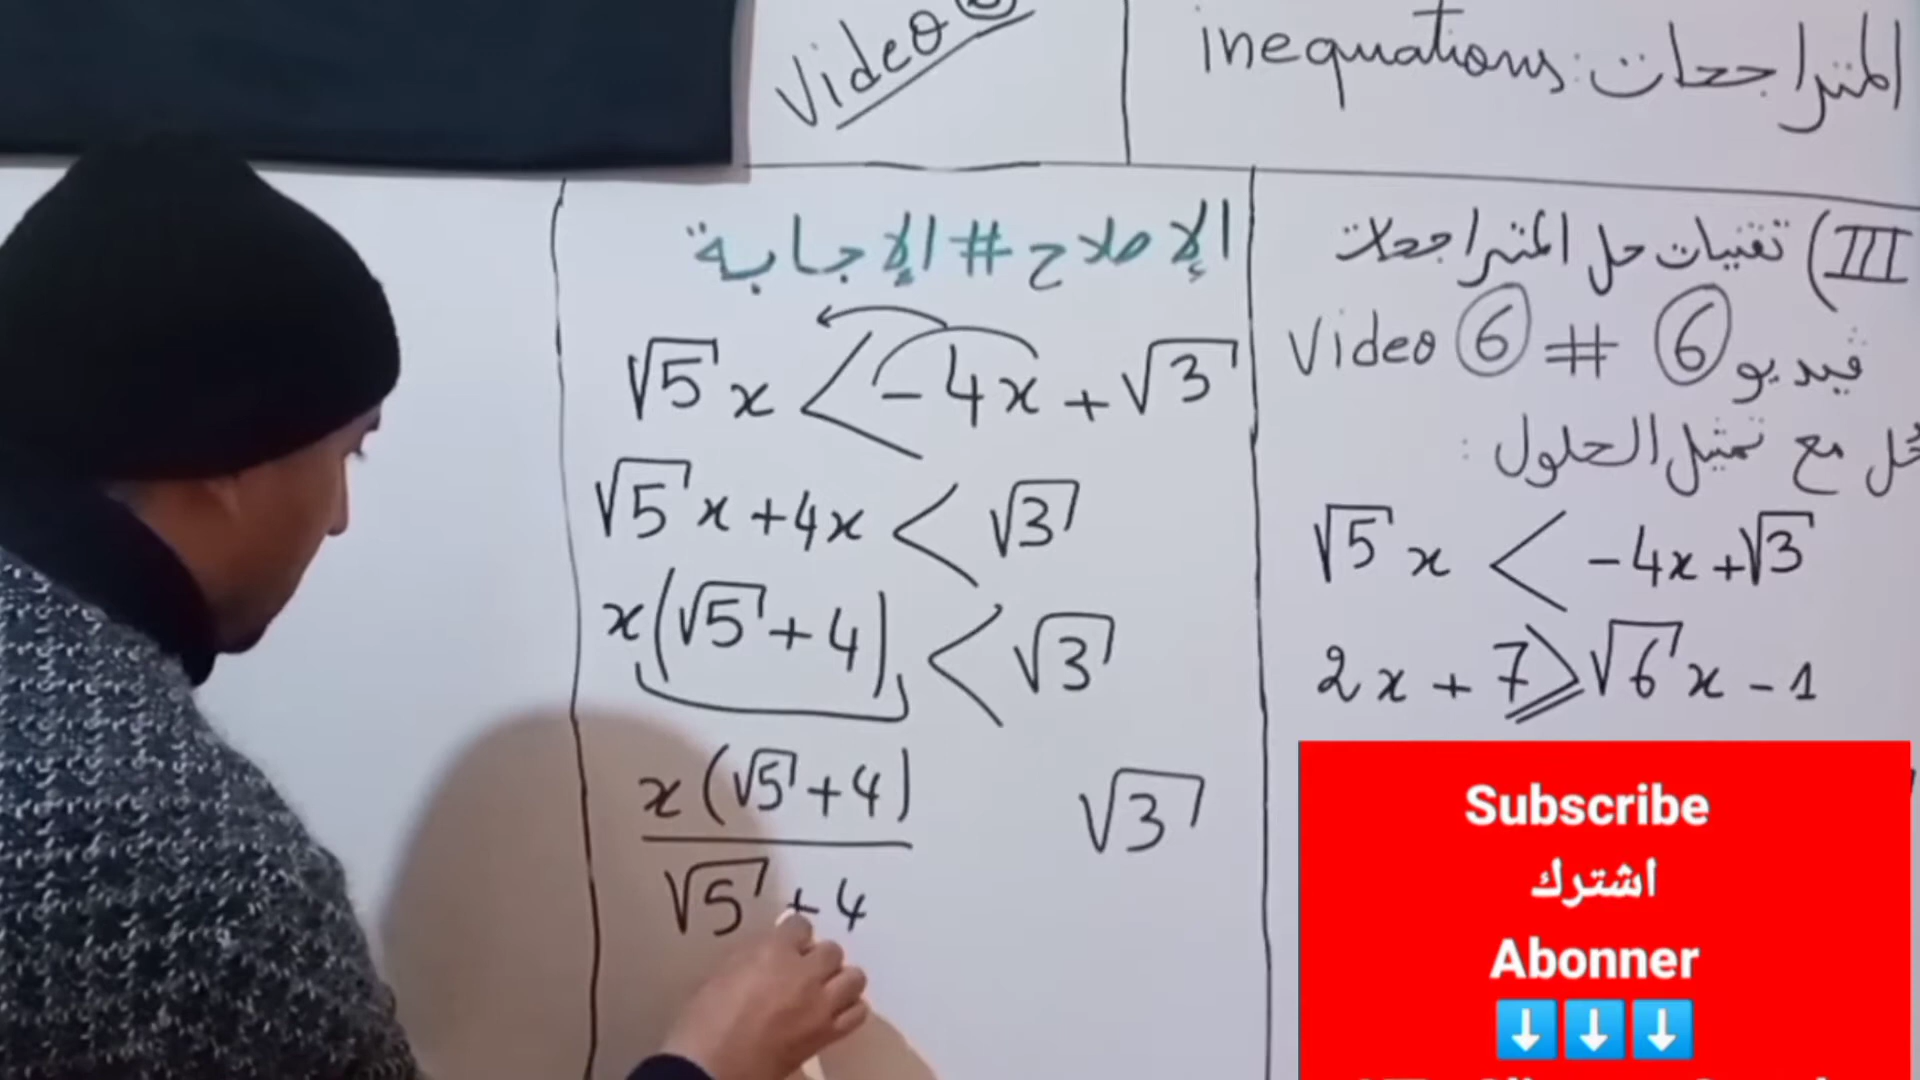 Video
inequations: المتراجحات
III) تقنيات حل المتراجحات
Video 6 # 6 فيديو
حل مع تمثيل الحلول :
√5 x < -4x + √3
2x + 7 ⩾ √6 x - 1
الإصلاح # الإجابة
√5 x < -4x + √3
√5 x + 4x < √3
x(√5 + 4) < √3
x(√5 + 4) √3
√5 + 4
Subscribe
اشترك
Abonner
⬇️⬇️⬇️